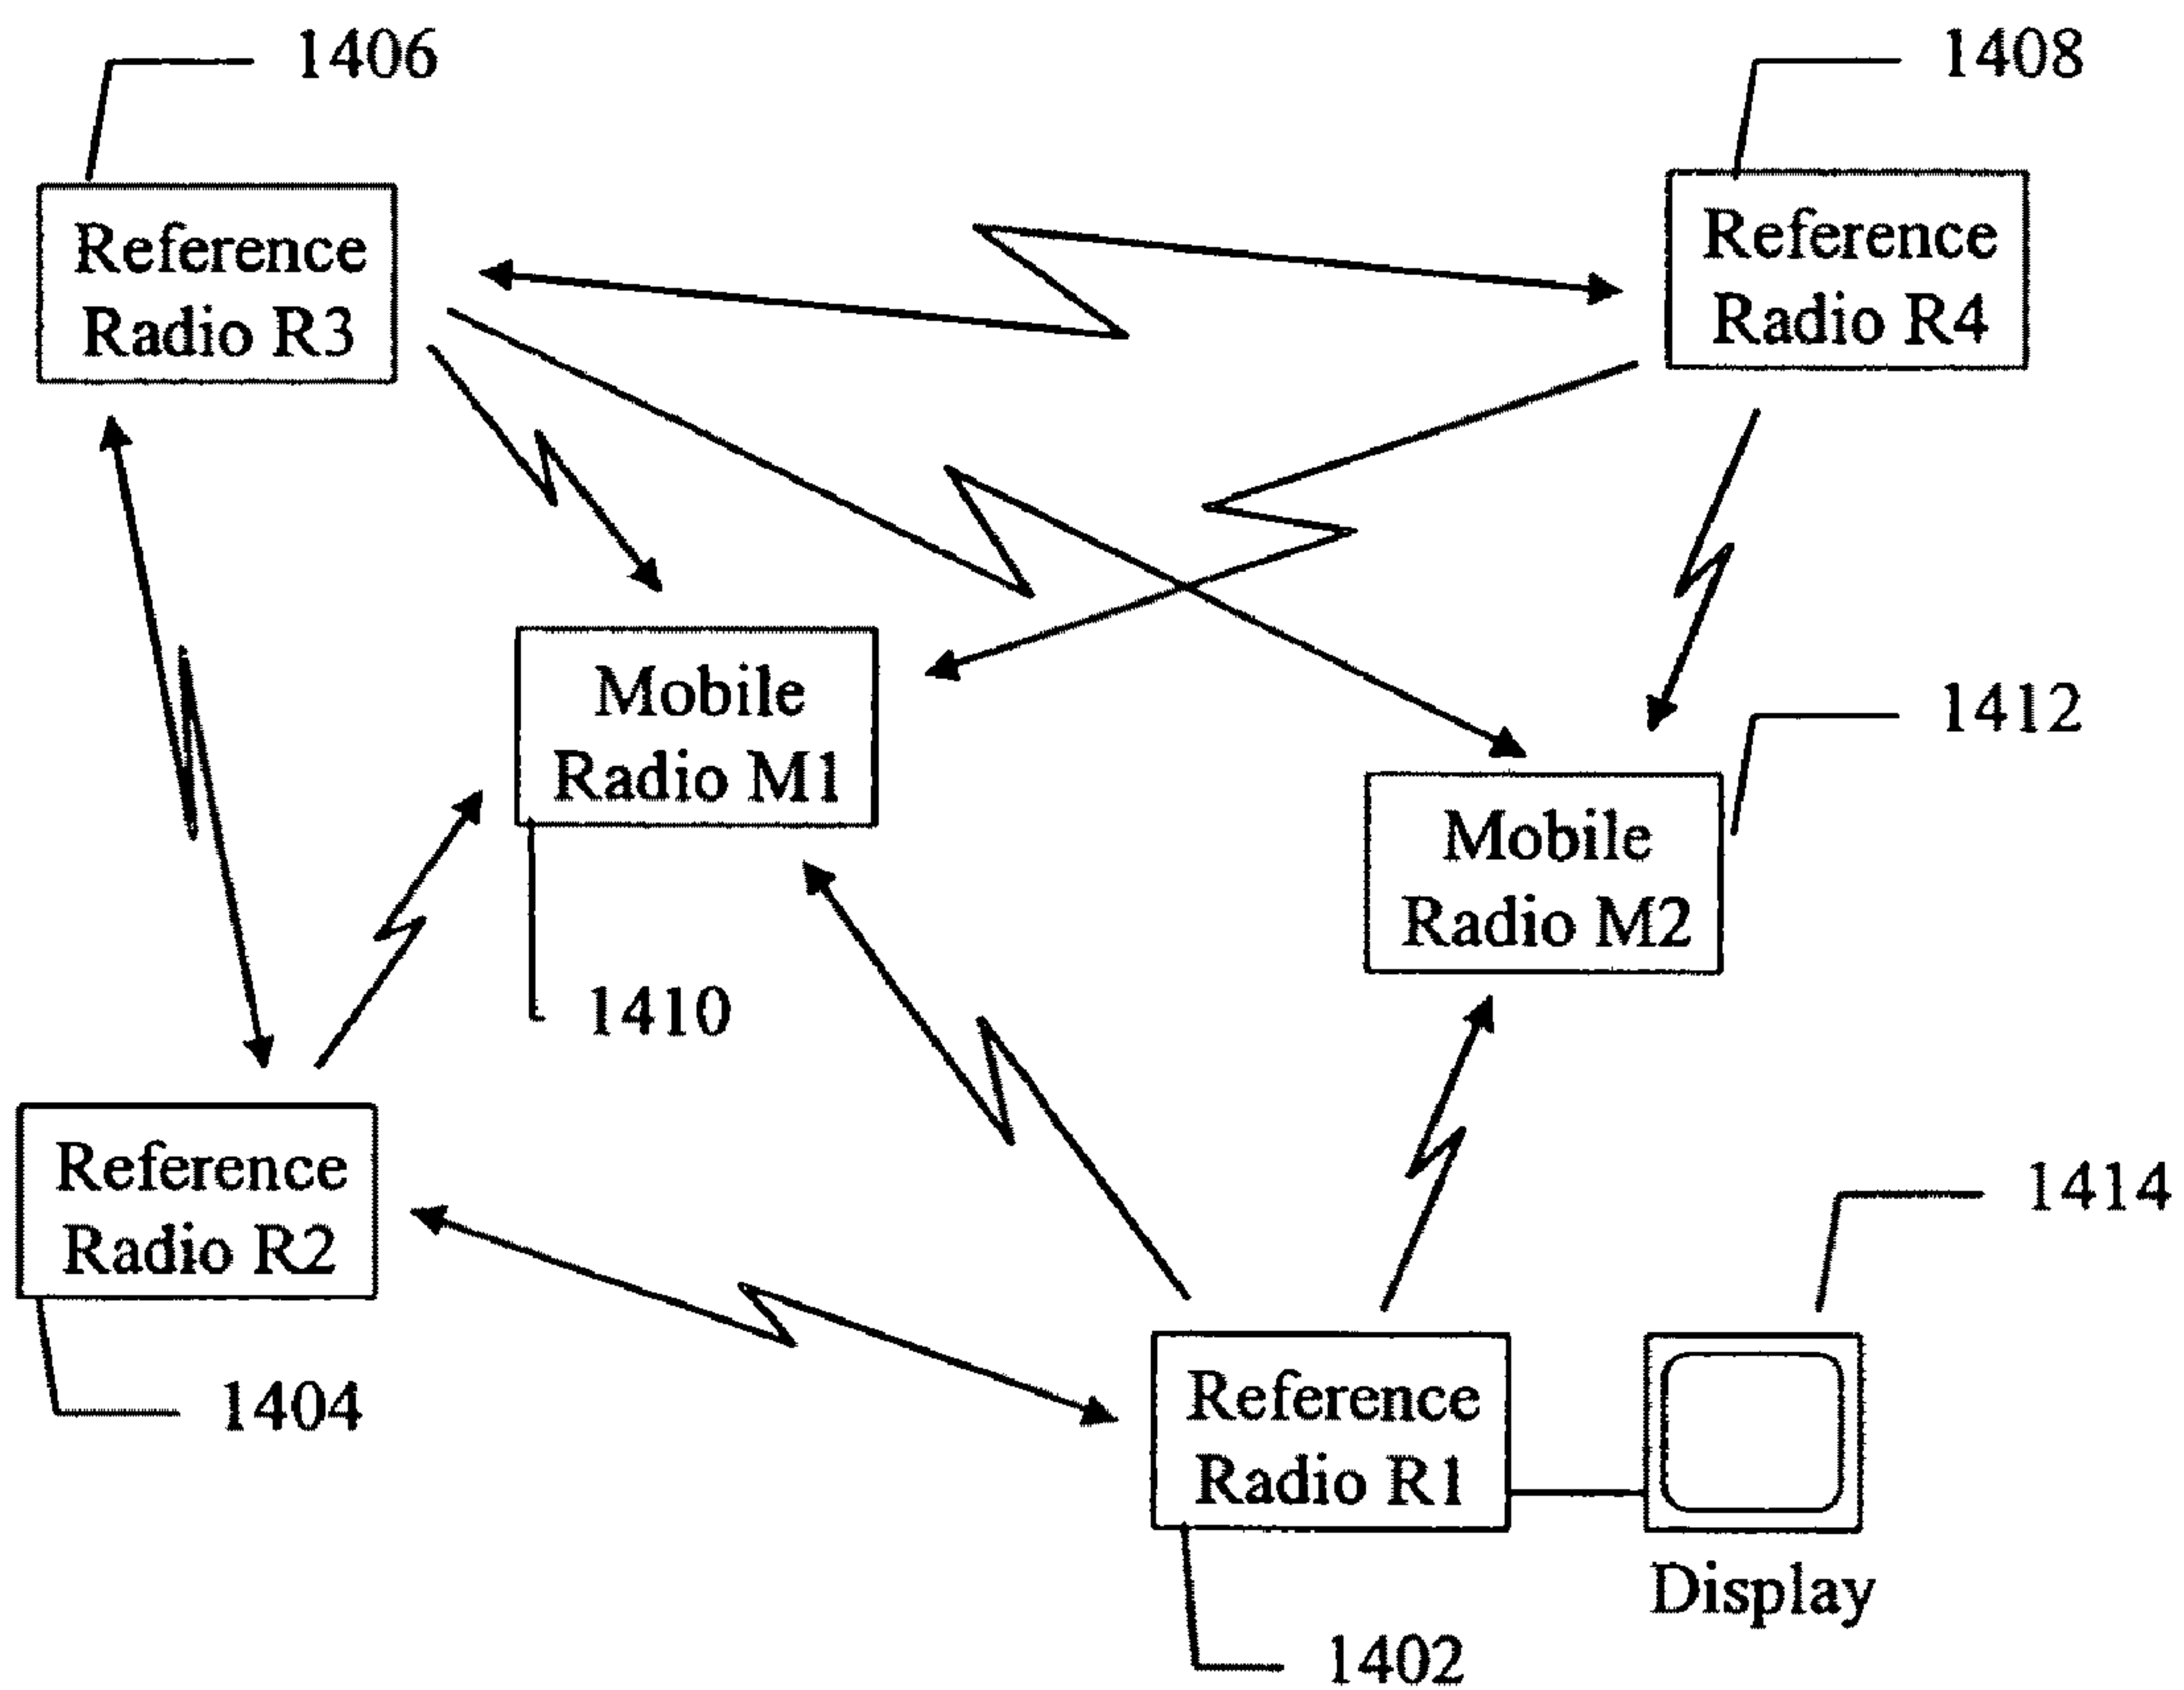 1406
1408
Reference
Radio R3
Reference
Radio R4
Mobile
Radio M1
1412
Mobile
Radio M2
1410
Reference
Radio R2
1414
1404
Reference
Radio R1
Display
1402